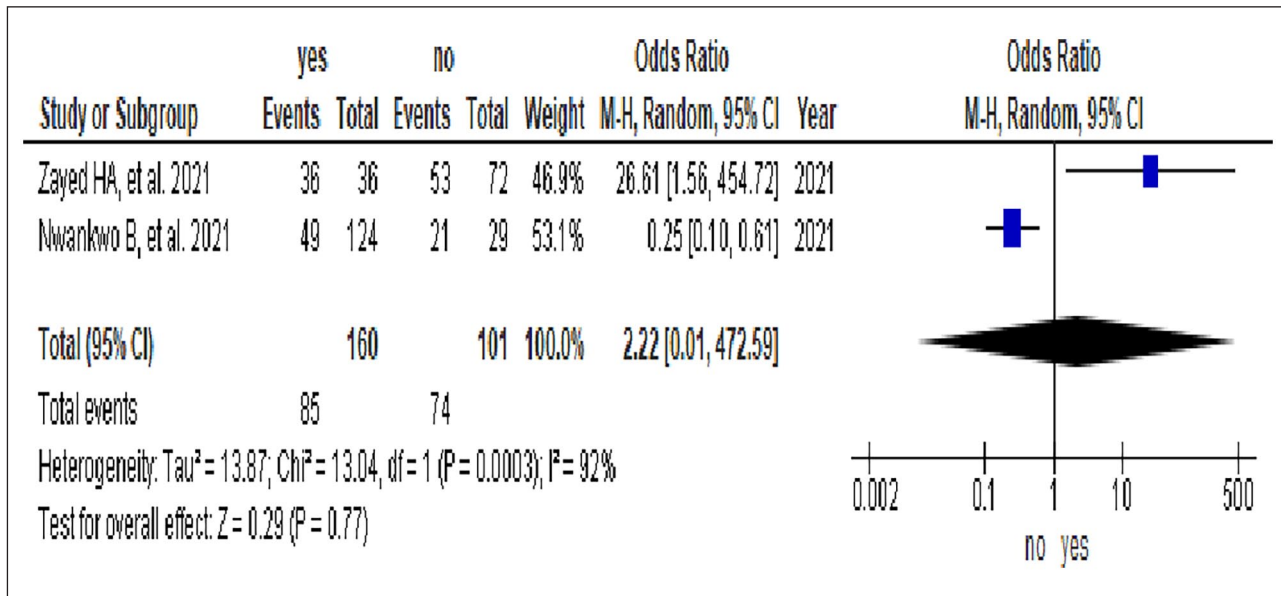 yes no Odds Ratio Odds Ratio
Study or Subgroup Events Total Events Total Weight M-H, Random, 95% CI Year M-H, Random, 95% CI
Zayed HA, et al. 2021 36 36 53 72 46.9% 26.61 [1.56, 454.72] 2021
Nwankwo B, et al. 2021 49 124 21 29 53.1% 0.25 [0.10, 0.61] 2021
Total (95% CI) 160 101 100.0% 2.22 [0.01, 472.59]
Total events 85 74
Heterogeneity: Tau² = 13.87; Chi² = 13.04, df = 1 (P = 0.0003); I² = 92%
Test for overall effect: Z = 0.29 (P = 0.77)
0.002 0.1 1 10 500
no yes